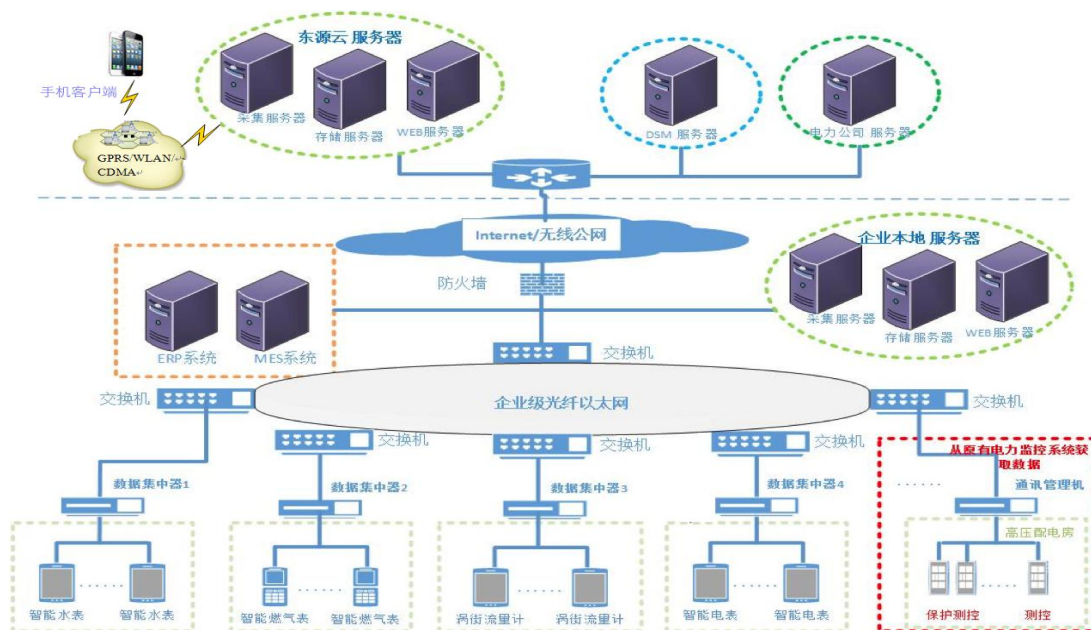 东源云 服务器
手机客户端
采集服务器
存储服务器
WEB服务器
DSM 服务器
电力公司 服务器
GPRS/WLAN/
CDMA
Internet/无线公网
企业本地 服务器
防火墙
采集服务器
存储服务器
WEB服务器
ERP系统
MES系统
交换机
交换机
企业级光纤以太网
交换机
交换机
交换机
交换机
从原有电力监控系统获
取数据
数据集中器1
数据集中器2
数据集中器3
数据集中器4
······
通讯管理机
高压配电房
······
······
······
······
······
智能水表
智能水表
智能燃气表
智能燃气表
涡街流量计
涡街流量计
智能电表
智能电表
保护测控
测控